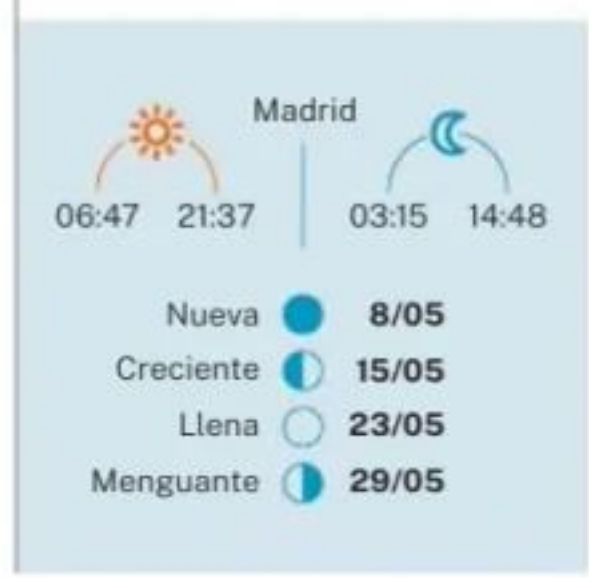 Madrid
06:47 21:37 03:15 14:48
Nueva 8/05
Creciente 15/05
Llena 23/05
Menguante 29/05